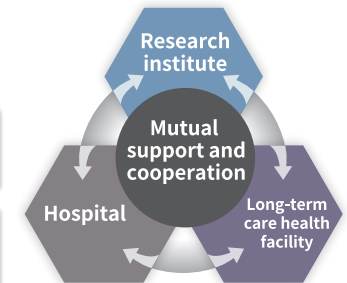 Research
institute
Mutual
support and
cooperation
Hospital
Long-term
care health
facility